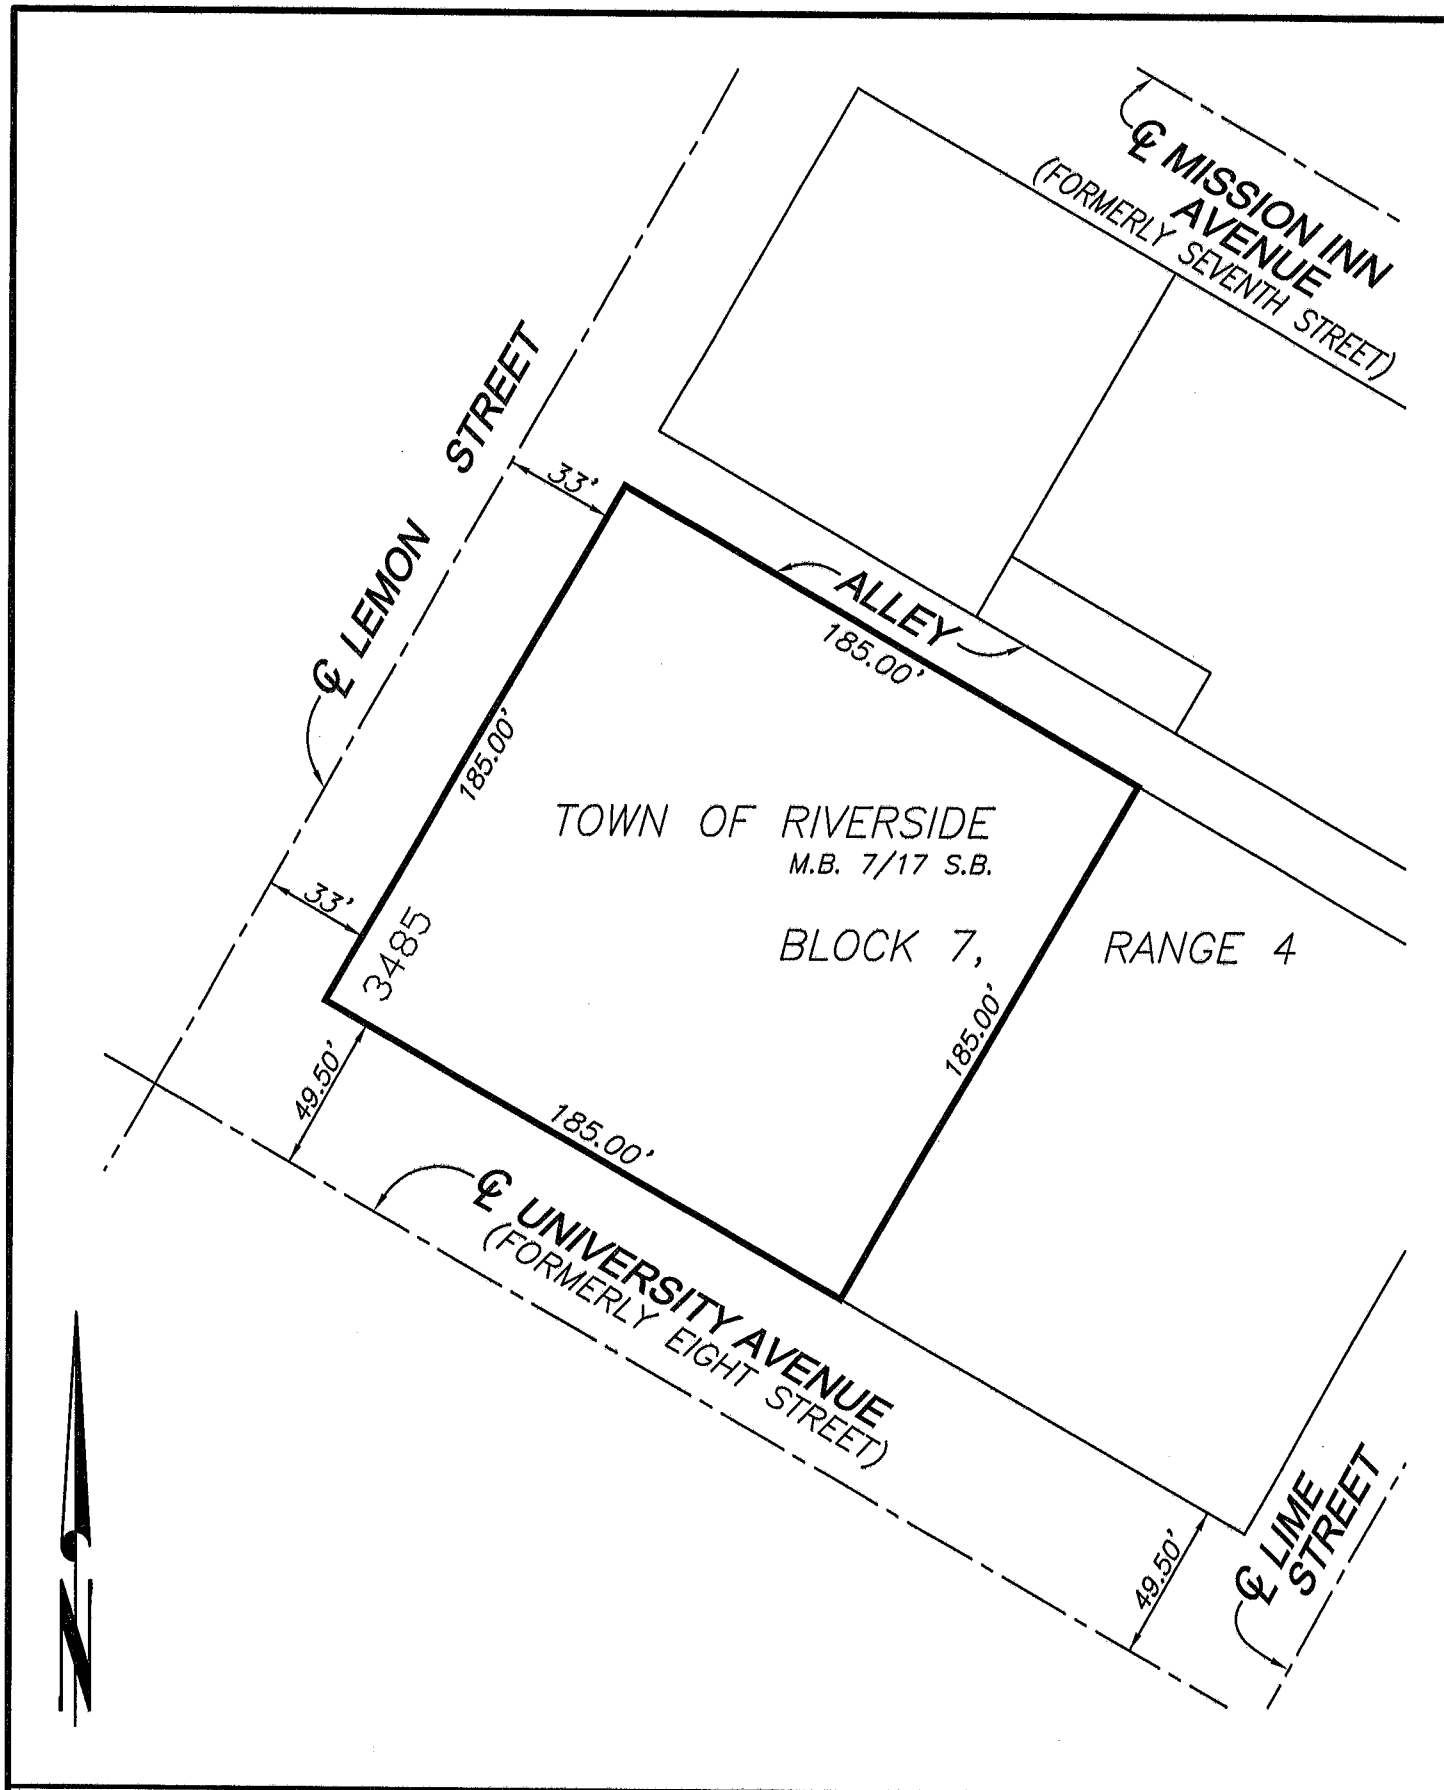 ℄ MISSION INN
AVENUE
(FORMERLY SEVENTH STREET)
℄ LEMON STREET
33'
ALLEY
185.00'
185.00'
TOWN OF RIVERSIDE
M.B. 7/17 S.B.
BLOCK 7, RANGE 4
33'
3485
185.00'
49.50'
185.00'
℄ UNIVERSITY AVENUE
(FORMERLY EIGHT STREET)
49.50'
℄ LIME
STREET
N